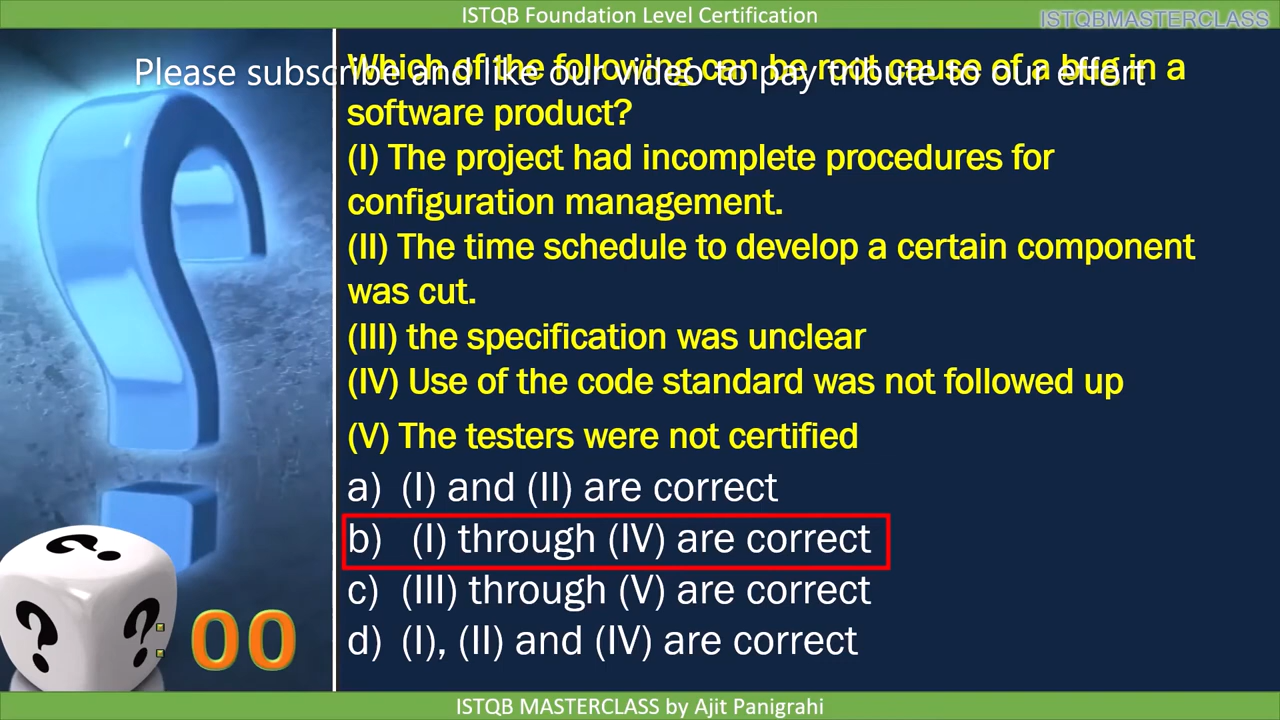 ISTQB Foundation Level Certification
ISTQBMASTERCLASS
Please subscribe and like our video to pay tribute to our effort
Which of the following can be root cause of a bug in a
software product?
(I) The project had incomplete procedures for
configuration management.
(II) The time schedule to develop a certain component
was cut.
(III) the specification was unclear
(IV) Use of the code standard was not followed up
(V) The testers were not certified
a) (I) and (II) are correct
b) (I) through (IV) are correct
c) (III) through (V) are correct
d) (I), (II) and (IV) are correct
00
ISTQB MASTERCLASS by Ajit Panigrahi